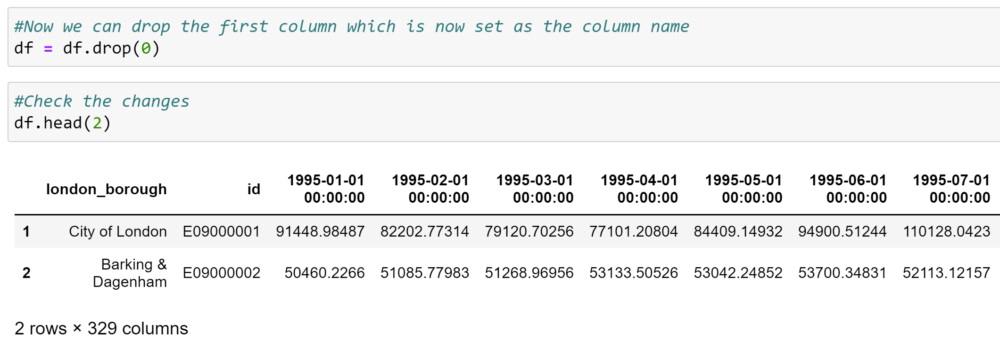 #Now we can drop the first column which is now set as the column name
df = df.drop(0)
#Check the changes
df.head(2)
london_borough id 1995-01-01 00:00:00 1995-02-01 00:00:00 1995-03-01 00:00:00 1995-04-01 00:00:00 1995-05-01 00:00:00 1995-06-01 00:00:00 1995-07-01 00:00:00
1 City of London E09000001 91448.98487 82202.77314 79120.70256 77101.20804 84409.14932 94900.51244 110128.0423
2 Barking & Dagenham E09000002 50460.2266 51085.77983 51268.96956 53133.50526 53042.24852 53700.34831 52113.12157
2 rows × 329 columns